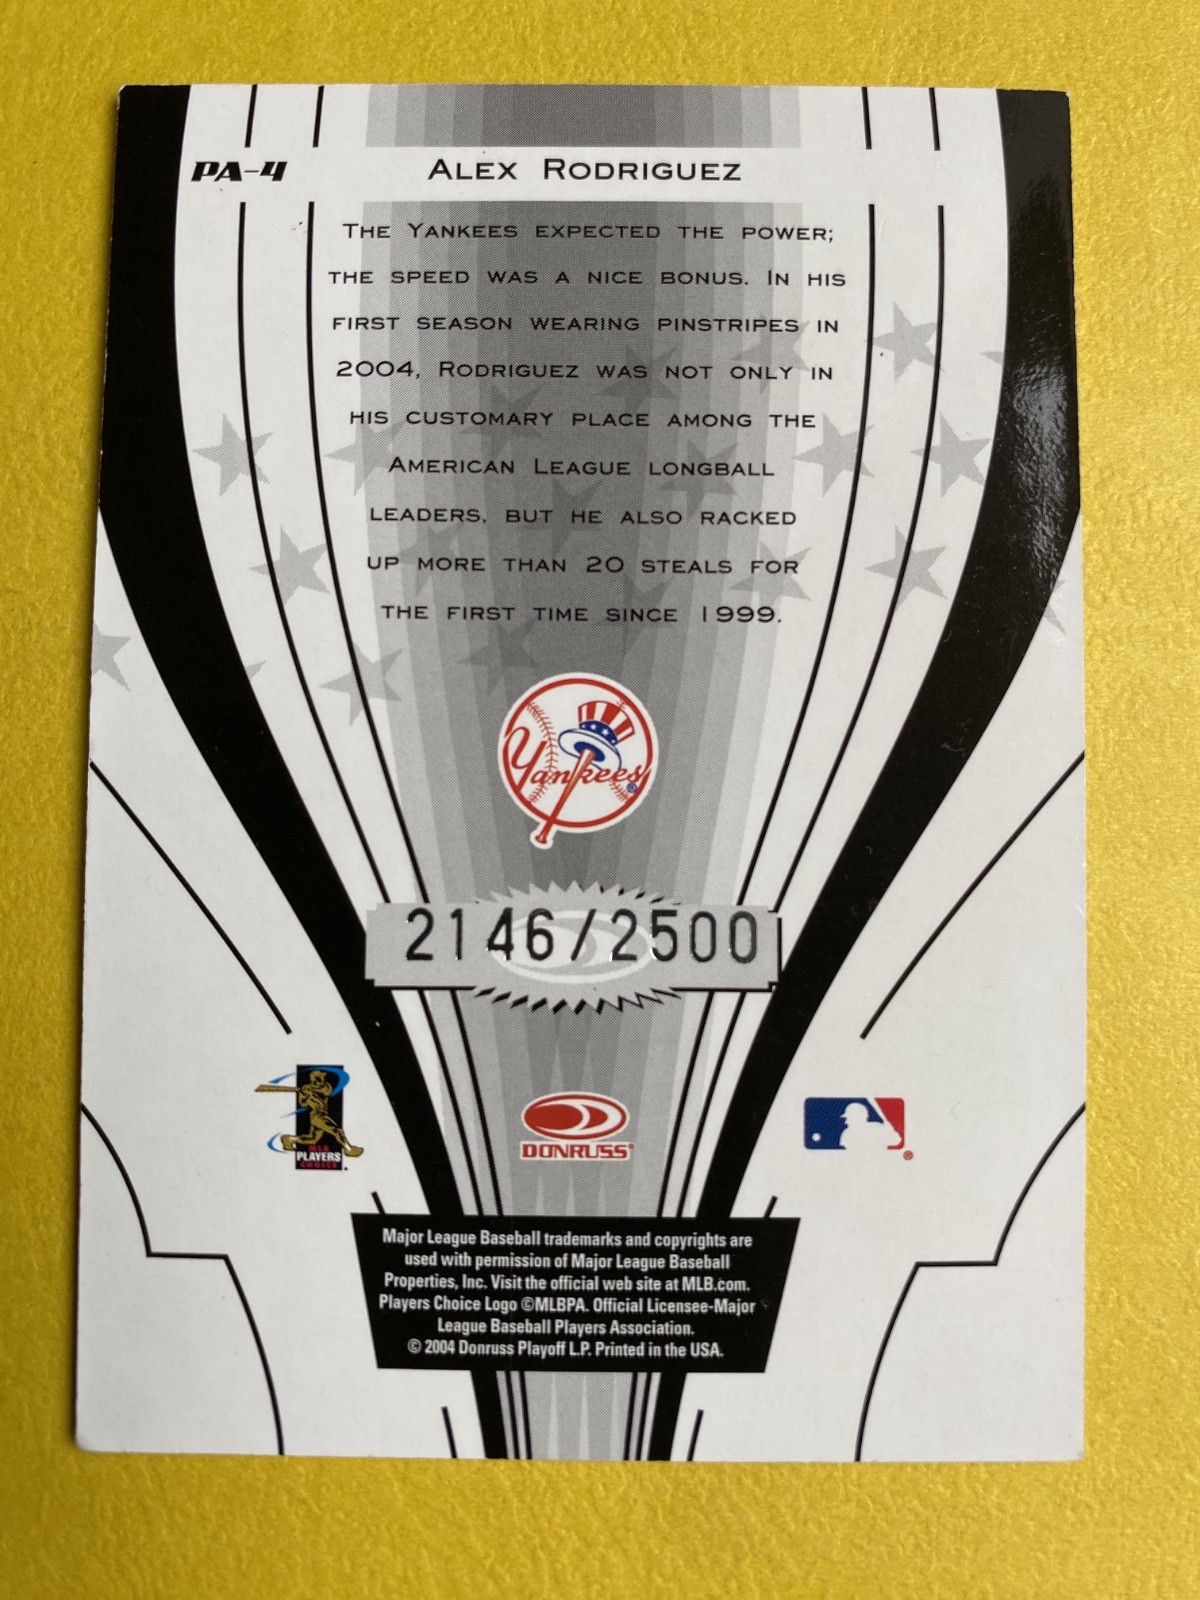 PA-4
ALEX RODRIGUEZ
THE YANKEES EXPECTED THE POWER;
THE SPEED WAS A NICE BONUS. IN HIS
FIRST SEASON WEARING PINSTRIPES IN
2004, RODRIGUEZ WAS NOT ONLY IN
HIS CUSTOMARY PLACE AMONG THE
AMERICAN LEAGUE LONGBALL
LEADERS, BUT HE ALSO RACKED
UP MORE THAN 20 STEALS FOR
THE FIRST TIME SINCE 1999.
Yankees®
2146/2500
MLB
PLAYERS
CHOICE
DONRUSS®
®
Major League Baseball trademarks and copyrights are
used with permission of Major League Baseball
Properties, Inc. Visit the official web site at MLB.com.
Players Choice Logo ©MLBPA. Official Licensee-Major
League Baseball Players Association.
© 2004 Donruss Playoff L.P. Printed in the USA.